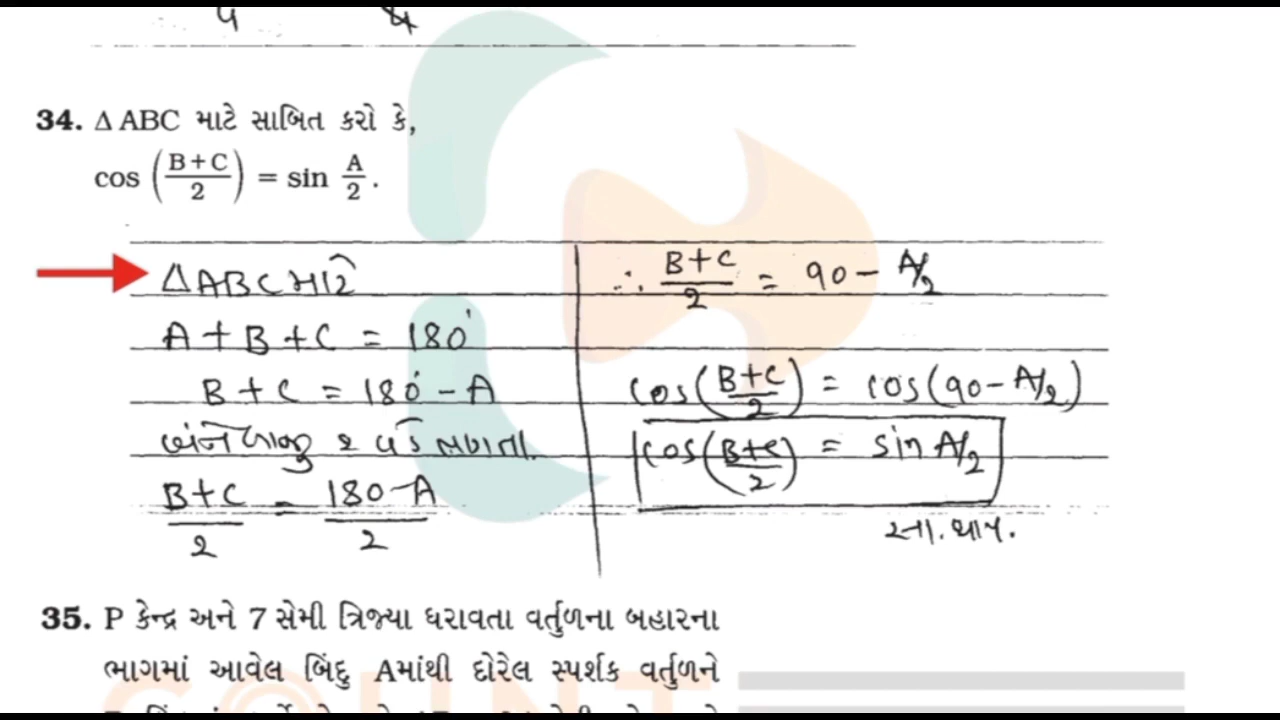 34. Δ ABC માટે સાબિત કરો કે,
cos (B+C/2) = sin A/2.
Δ ABC માટે
A + B + C = 180°
B + C = 180° - A
બંને બાજુ 2 વડે ભાગતા.
B+C/2 = 180-A/2
∴ B+C/2 = 90 - A/2
cos(B+C/2) = cos(90 - A/2)
cos(B+C/2) = sin A/2
સા. થાય.
35. P કેન્દ્ર અને 7 સેમી ત્રિજ્યા ધરાવતા વર્તુળના બહારના
ભાગમાં આવેલ બિંદુ Aમાંથી દોરેલ સ્પર્શક વર્તુળને